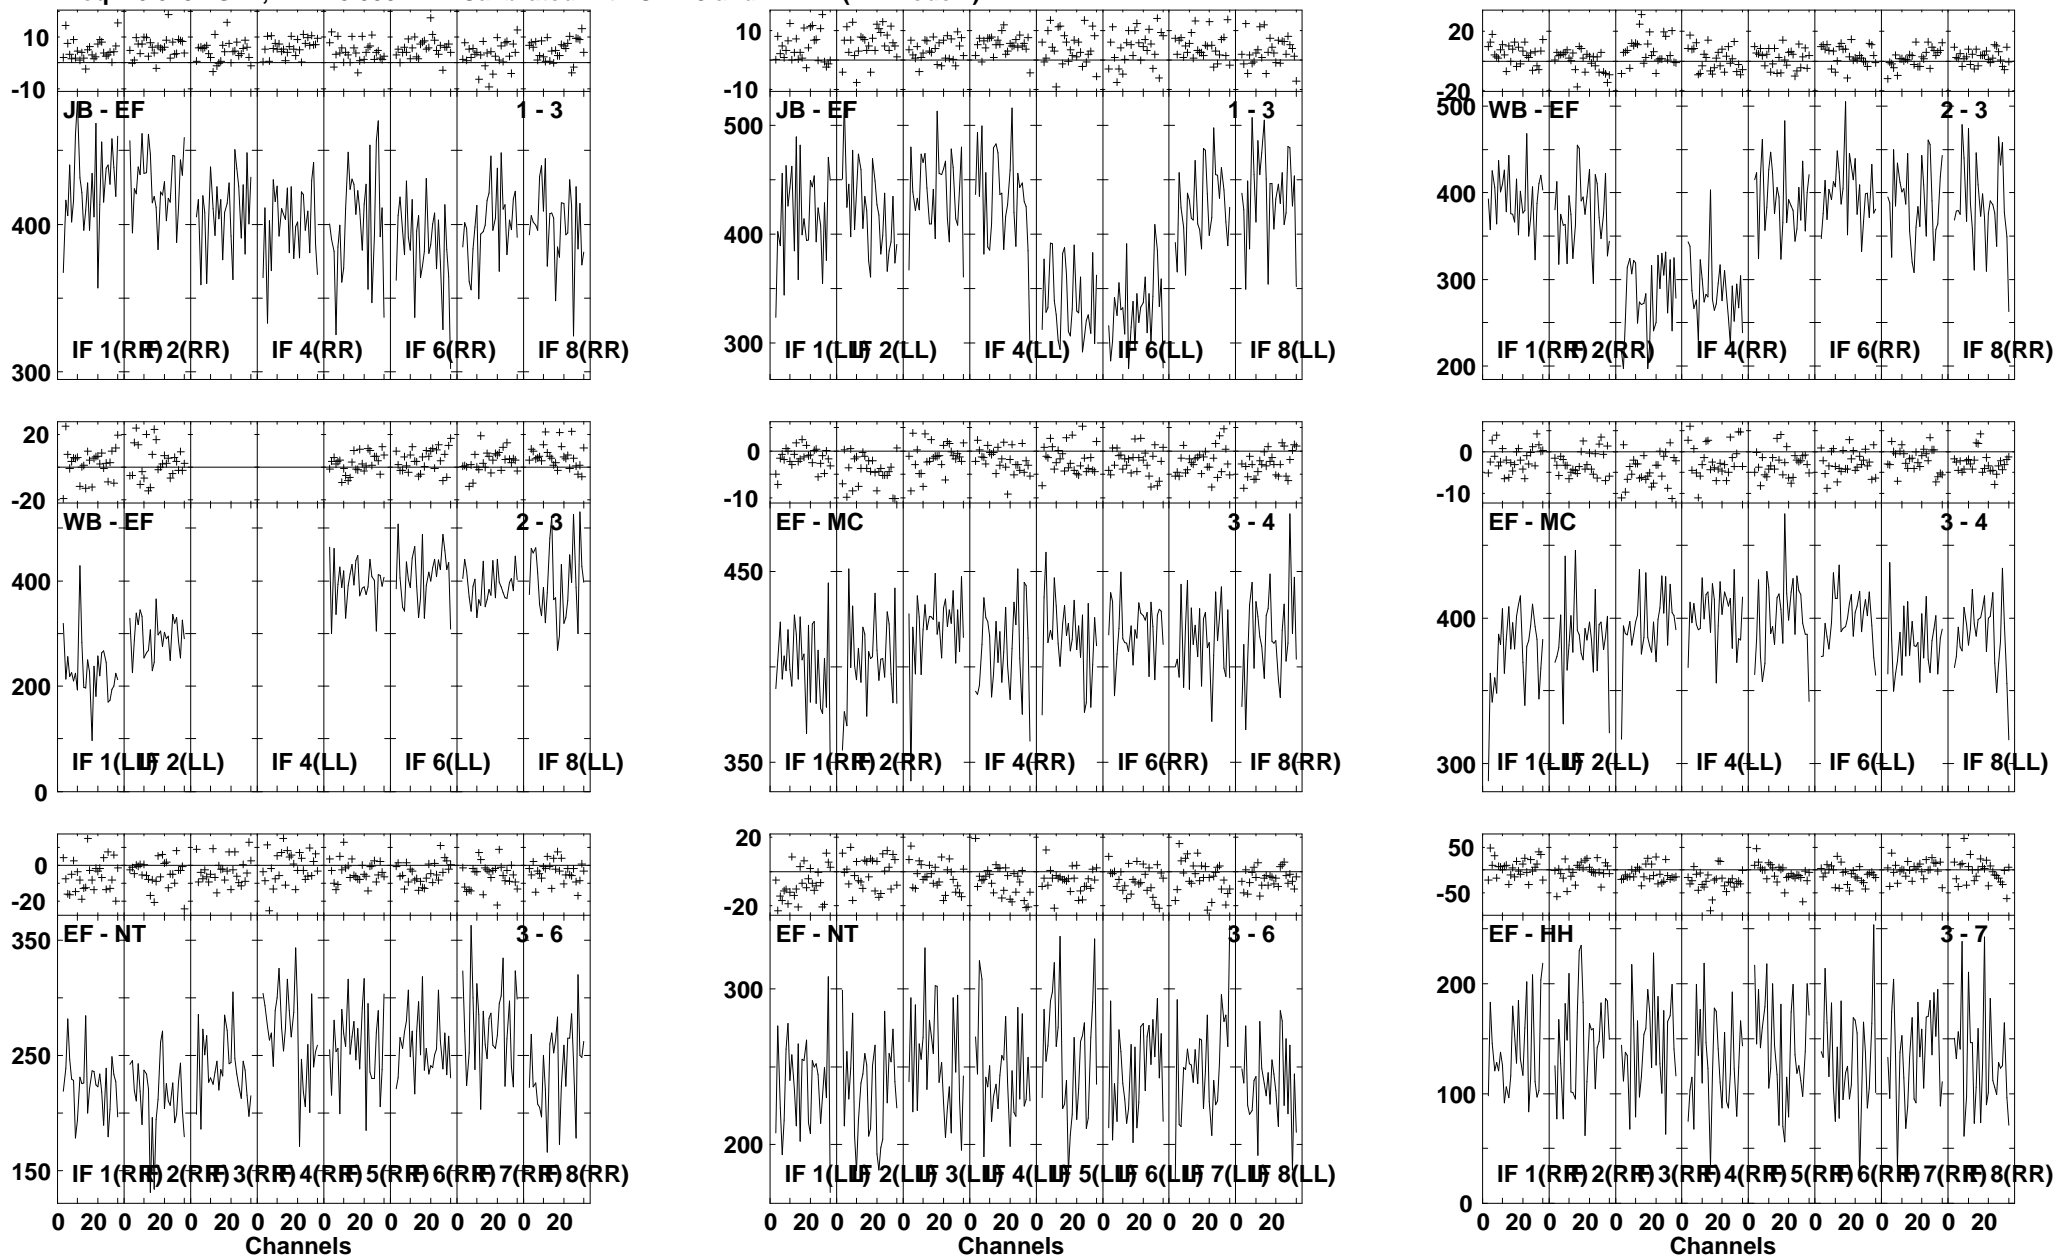 10
-10
JB - EF 1 - 3
400
300
IF 1(RR) IF 2(RR) IF 4(RR) IF 6(RR) IF 8(RR)
10
-10
JB - EF 1 - 3
500
400
300
IF 1(LL) IF 2(LL) IF 4(LL) IF 6(LL) IF 8(LL)
20
-20
WB - EF 2 - 3
500
400
300
200
IF 1(RR) IF 2(RR) IF 4(RR) IF 6(RR) IF 8(RR)
20
-20
WB - EF 2 - 3
400
200
0
IF 1(LL) IF 2(LL) IF 4(LL) IF 6(LL) IF 8(LL)
0
-10
EF - MC 3 - 4
450
350
IF 1(RR) IF 2(RR) IF 4(RR) IF 6(RR) IF 8(RR)
0
-10
EF - MC 3 - 4
400
300
IF 1(LL) IF 2(LL) IF 4(LL) IF 6(LL) IF 8(LL)
0
-20
EF - NT 3 - 6
350
250
150
IF 1(RR) IF 2(RR) IF 3(RR) IF 4(RR) IF 5(RR) IF 6(RR) IF 7(RR) IF 8(RR)
0 20 0 20 0 20 0 20 0 20 0 20 0 20 0 20
Channels
20
-20
EF - NT 3 - 6
300
200
IF 1(LL) IF 2(LL) IF 3(LL) IF 4(LL) IF 5(LL) IF 6(LL) IF 7(LL) IF 8(LL)
0 20 0 20 0 20 0 20 0 20 0 20 0 20 0 20
Channels
50
-50
EF - HH 3 - 7
200
100
0
IF 1(RR) IF 2(RR) IF 3(RR) IF 4(RR) IF 5(RR) IF 6(RR) IF 7(RR) IF 8(RR)
0 20 0 20 0 20 0 20 0 20 0 20 0 20 0 20
Channels